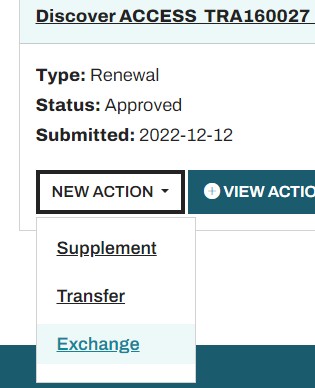 Discover ACCESS TRA160027
Type: Renewal
Status: Approved
Submitted: 2022-12-12
NEW ACTION VIEW ACTIO
Supplement
Transfer
Exchange